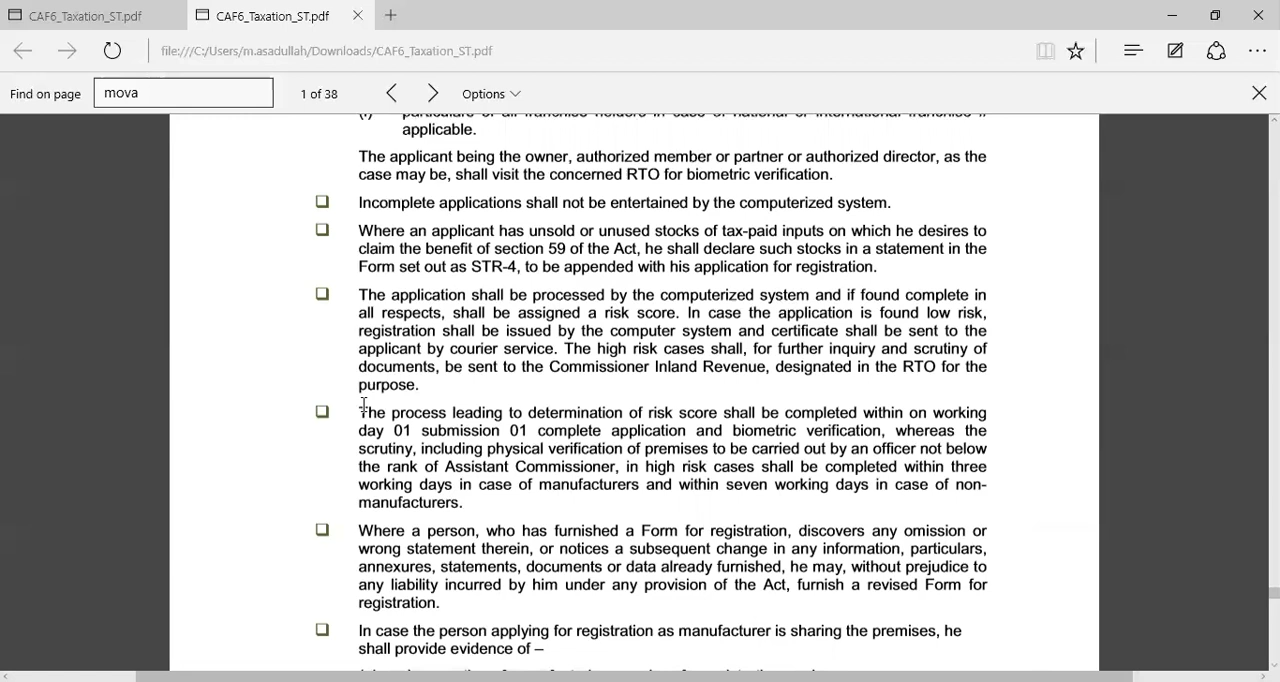 CAF6_Taxation_ST.pdf
CAF6_Taxation_ST.pdf
file:///C:/Users/m.asadullah/Downloads/CAF6_Taxation_ST.pdf
Find on page mova 1 of 38 Options
particulars of all franchise holders in case of national or international franchise if
applicable.
The applicant being the owner, authorized member or partner or authorized director, as the
case may be, shall visit the concerned RTO for biometric verification.
Incomplete applications shall not be entertained by the computerized system.
Where an applicant has unsold or unused stocks of tax-paid inputs on which he desires to
claim the benefit of section 59 of the Act, he shall declare such stocks in a statement in the
Form set out as STR-4, to be appended with his application for registration.
The application shall be processed by the computerized system and if found complete in
all respects, shall be assigned a risk score. In case the application is found low risk,
registration shall be issued by the computer system and certificate shall be sent to the
applicant by courier service. The high risk cases shall, for further inquiry and scrutiny of
documents, be sent to the Commissioner Inland Revenue, designated in the RTO for the
purpose.
The process leading to determination of risk score shall be completed within on working
day 01 submission 01 complete application and biometric verification, whereas the
scrutiny, including physical verification of premises to be carried out by an officer not below
the rank of Assistant Commissioner, in high risk cases shall be completed within three
working days in case of manufacturers and within seven working days in case of non-
manufacturers.
Where a person, who has furnished a Form for registration, discovers any omission or
wrong statement therein, or notices a subsequent change in any information, particulars,
annexures, statements, documents or data already furnished, he may, without prejudice to
any liability incurred by him under any provision of the Act, furnish a revised Form for
registration.
In case the person applying for registration as manufacturer is sharing the premises, he
shall provide evidence of –